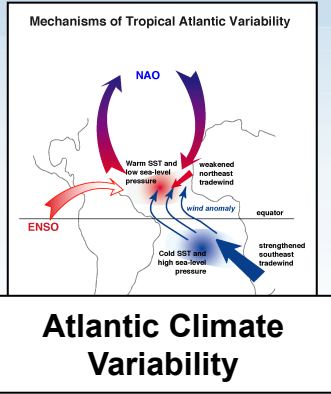 Mechanisms of Tropical Atlantic Variability
NAO
Warm SST and
low sea-level
pressure
weakened
northeast
tradewind
wind anomaly
equator
ENSO
strengthened
southeast
tradewind
Cold SST and
high sea-level
pressure
Atlantic Climate
Variability